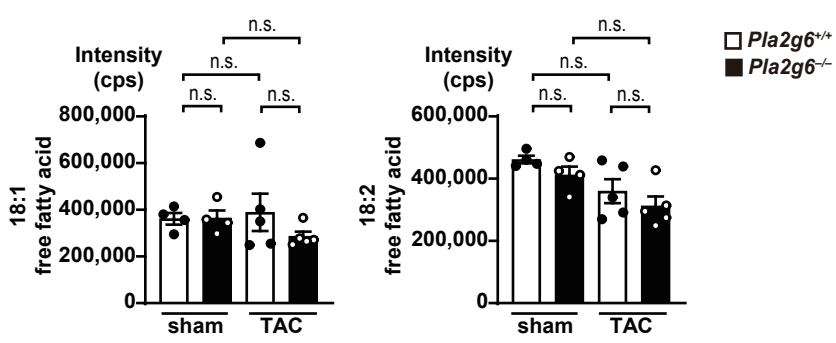 n.s.
Intensity
(cps)
n.s.
n.s.
n.s.
800,000
600,000
400,000
200,000
0
18:1
free fatty acid
sham
TAC
n.s.
Intensity
(cps)
n.s.
n.s.
n.s.
600,000
400,000
200,000
0
18:2
free fatty acid
sham
TAC
Pla2g6+/+
Pla2g6–/–